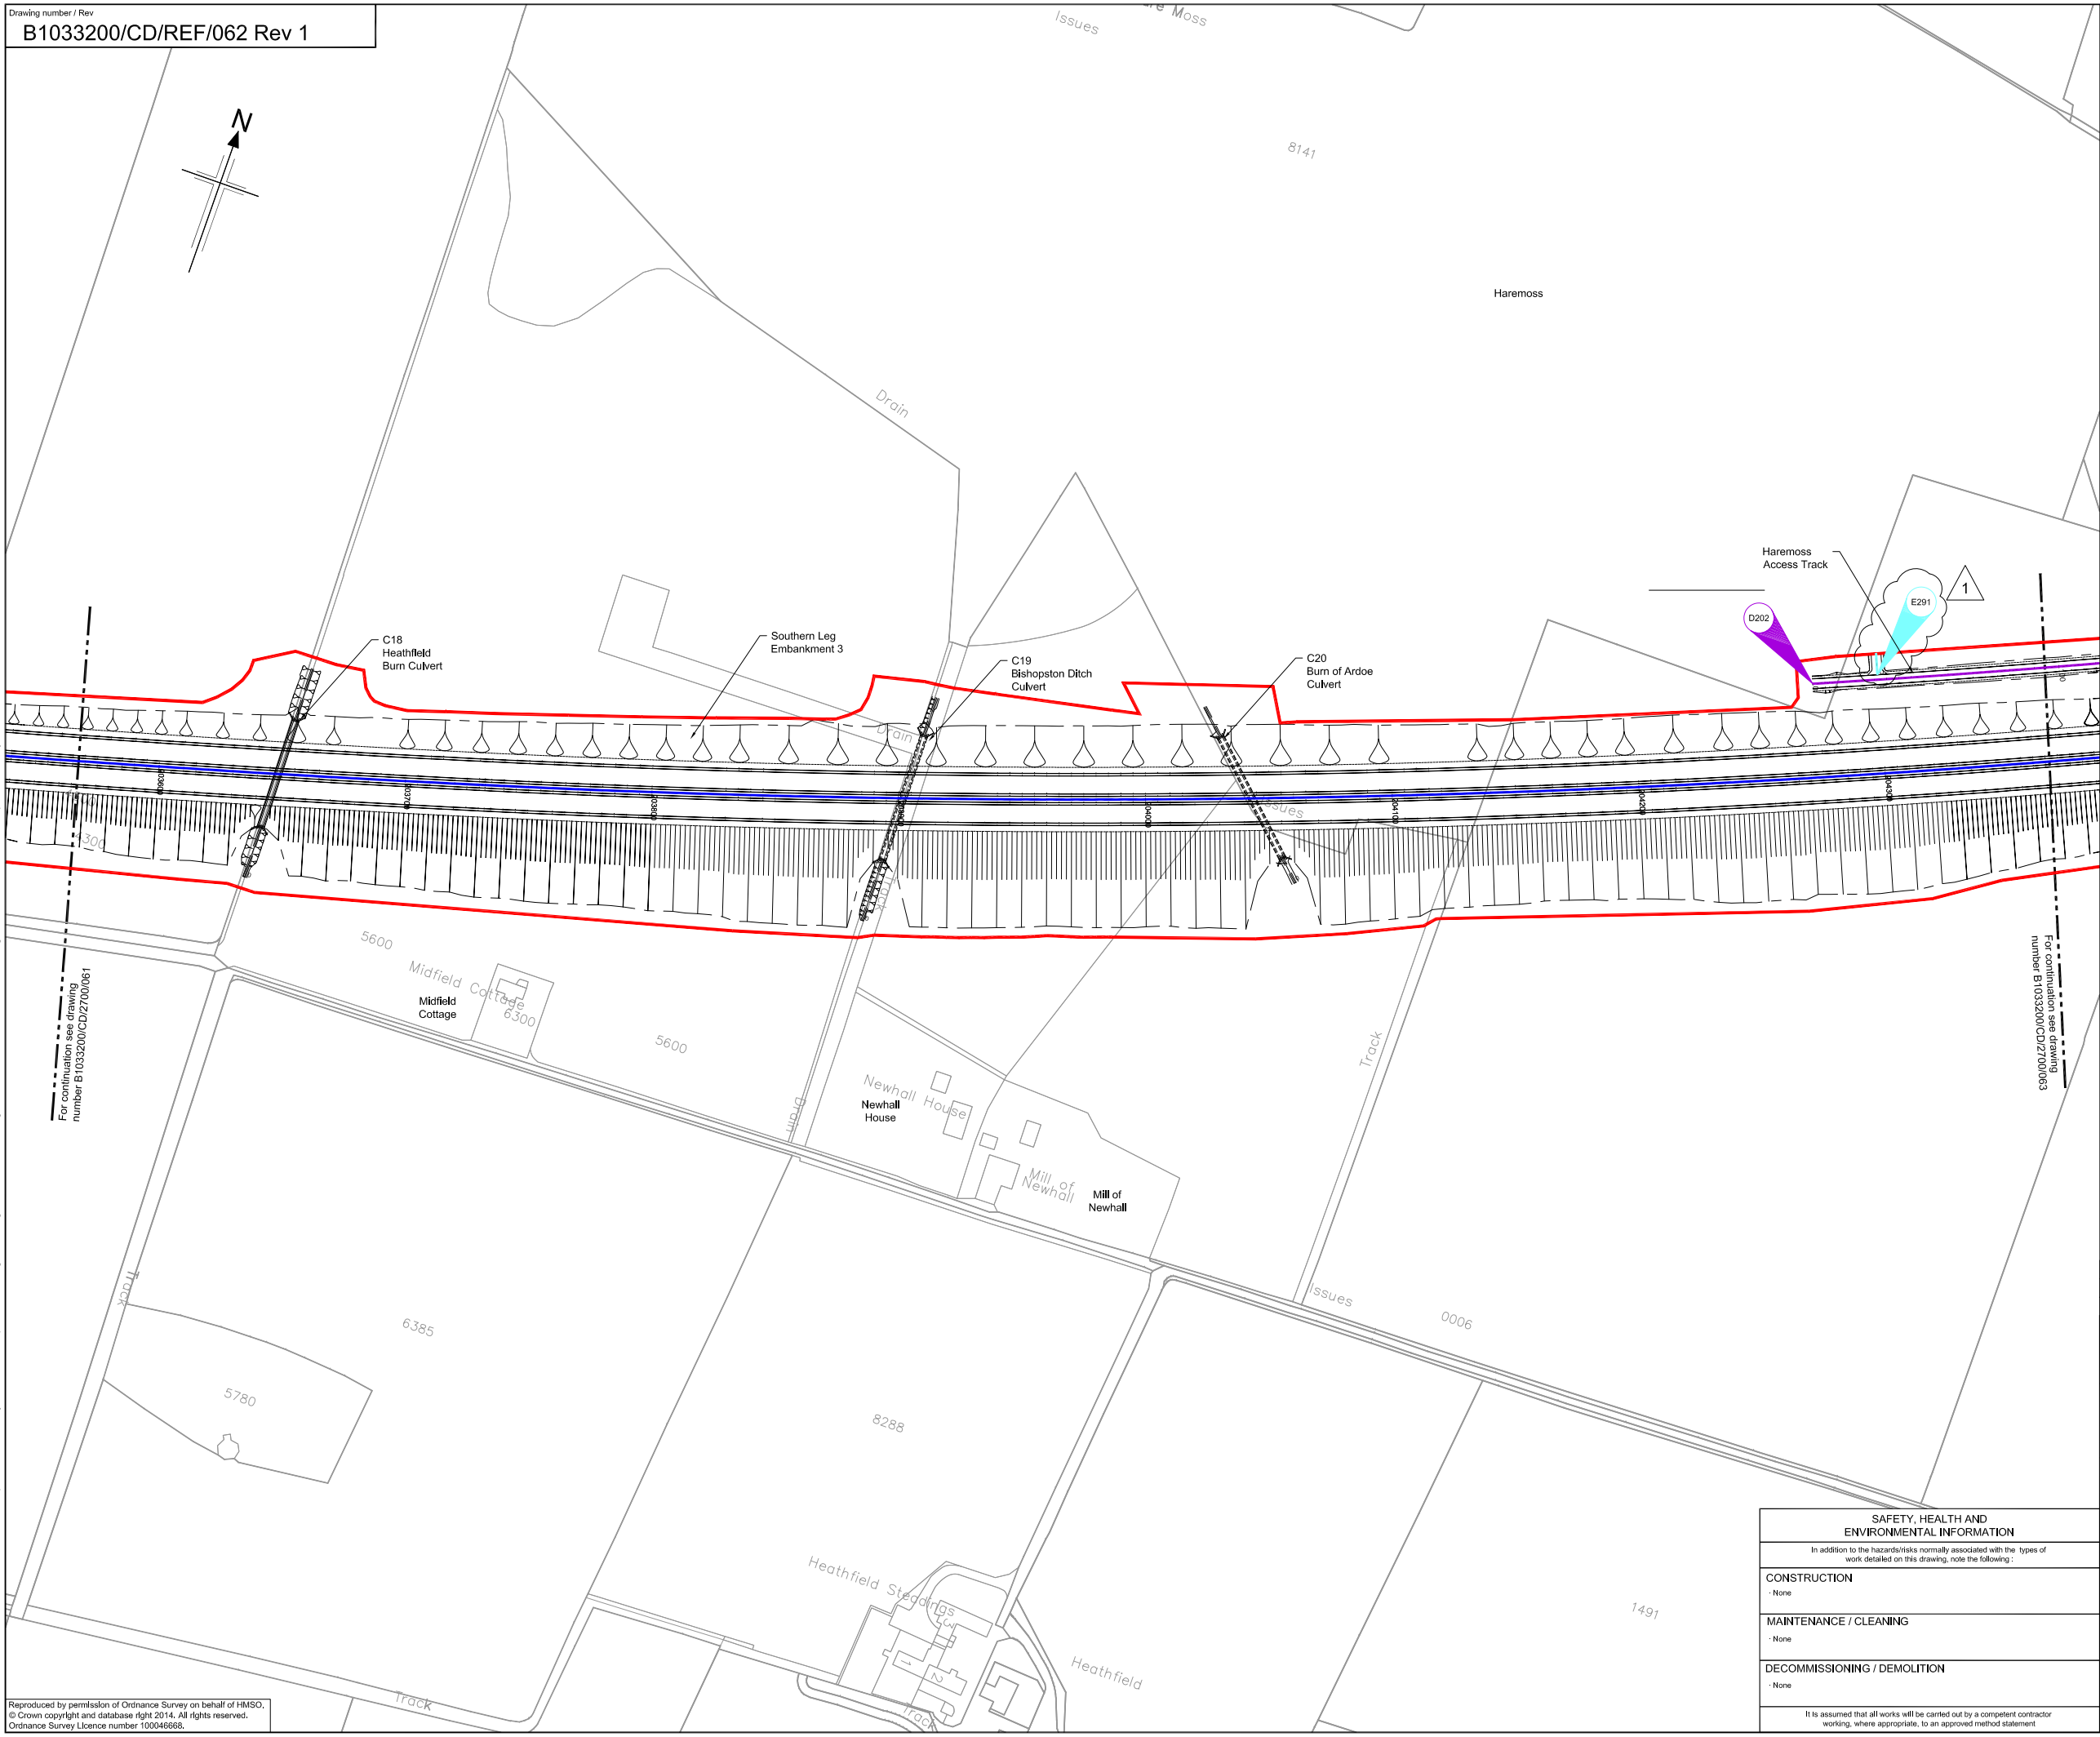 Drawing number / Rev
B1033200/CD/REF/062 Rev 1
N
Issues
Moss
8141
Haremoss
Drain
Haremoss
Access Track
D202
E291
1
C18
Heathfield
Burn Culvert
Southern Leg
Embankment 3
C19
Bishopston Ditch
Culvert
C20
Burn of Ardoe
Culvert
Drain
Issues
4300
Track
5600
Midfield Cottage
6300
Midfield
Cottage
5600
Newhall House
Newhall
House
Mill of
Newhall
Mill of
Newhall
Drain
Track
For continuation see drawing
number B1033200/CD/2700/061
For continuation see drawing
number B1033200/CD/2700/063
Track
6385
5780
8288
Issues
0006
1491
Heathfield Steadings
1
2
3
Heathfield
Track
Track
SAFETY, HEALTH AND
ENVIRONMENTAL INFORMATION
In addition to the hazards/risks normally associated with the types of
work detailed on this drawing, note the following :
CONSTRUCTION
· None
MAINTENANCE / CLEANING
· None
DECOMMISSIONING / DEMOLITION
· None
It is assumed that all works will be carried out by a competent contractor
working, where appropriate, to an approved method statement
Reproduced by permission of Ordnance Survey on behalf of HMSO.
© Crown copyright and database right 2014. All rights reserved.
Ordnance Survey Licence number 100046668.